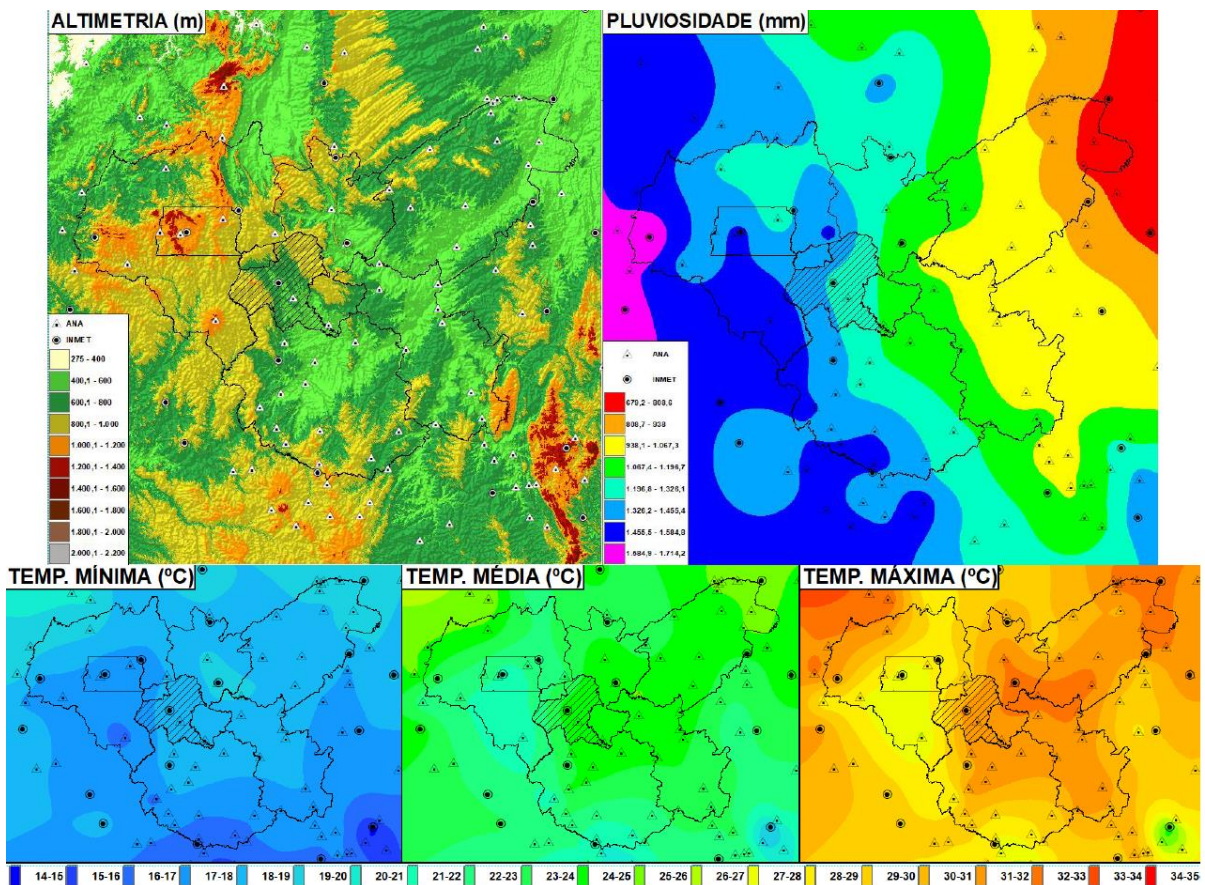 ALTIMETRIA (m)
ANA
INMET
275 - 400
400,1 - 600
600,1 - 800
800,1 - 1.000
1.000,1 - 1.200
1.200,1 - 1.400
1.400,1 - 1.600
1.600,1 - 1.800
1.800,1 - 2.000
2.000,1 - 2.200
PLUVIOSIDADE (mm)
ANA
INMET
808,7 - 938
938,1 - 1.067,3
1.067,4 - 1.196,7
1.196,8 - 1.326,1
1.326,2 - 1.455,4
1.455,5 - 1.584,8
1.584,9 - 1.714,2
TEMP. MÍNIMA (ºC)
TEMP. MÉDIA (ºC)
TEMP. MÁXIMA (ºC)
14-15 15-16 16-17 17-18 18-19 19-20 20-21 21-22 22-23 23-24 24-25 25-26 26-27 27-28 28-29 29-30 30-31 31-32 32-33 33-34 34-35